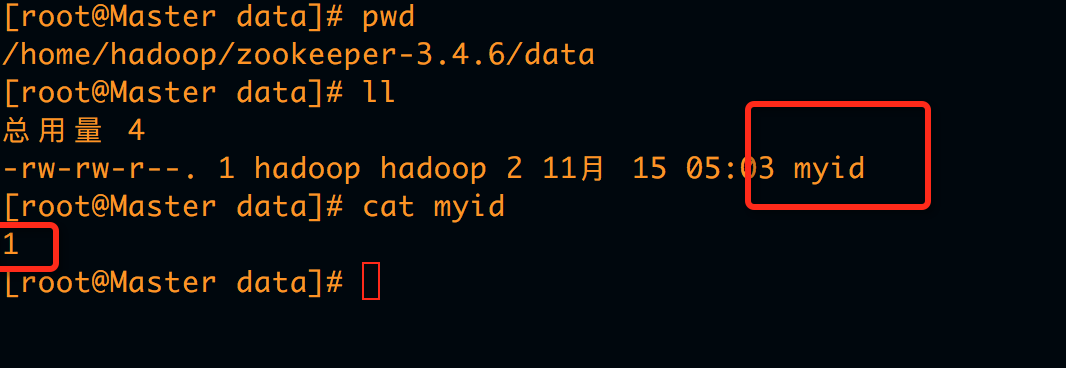 [root@Master data]# pwd
/home/hadoop/zookeeper-3.4.6/data
[root@Master data]# ll
总用量 4
-rw-rw-r--. 1 hadoop hadoop 2 11月 15 05:03 myid
[root@Master data]# cat myid
1
[root@Master data]#